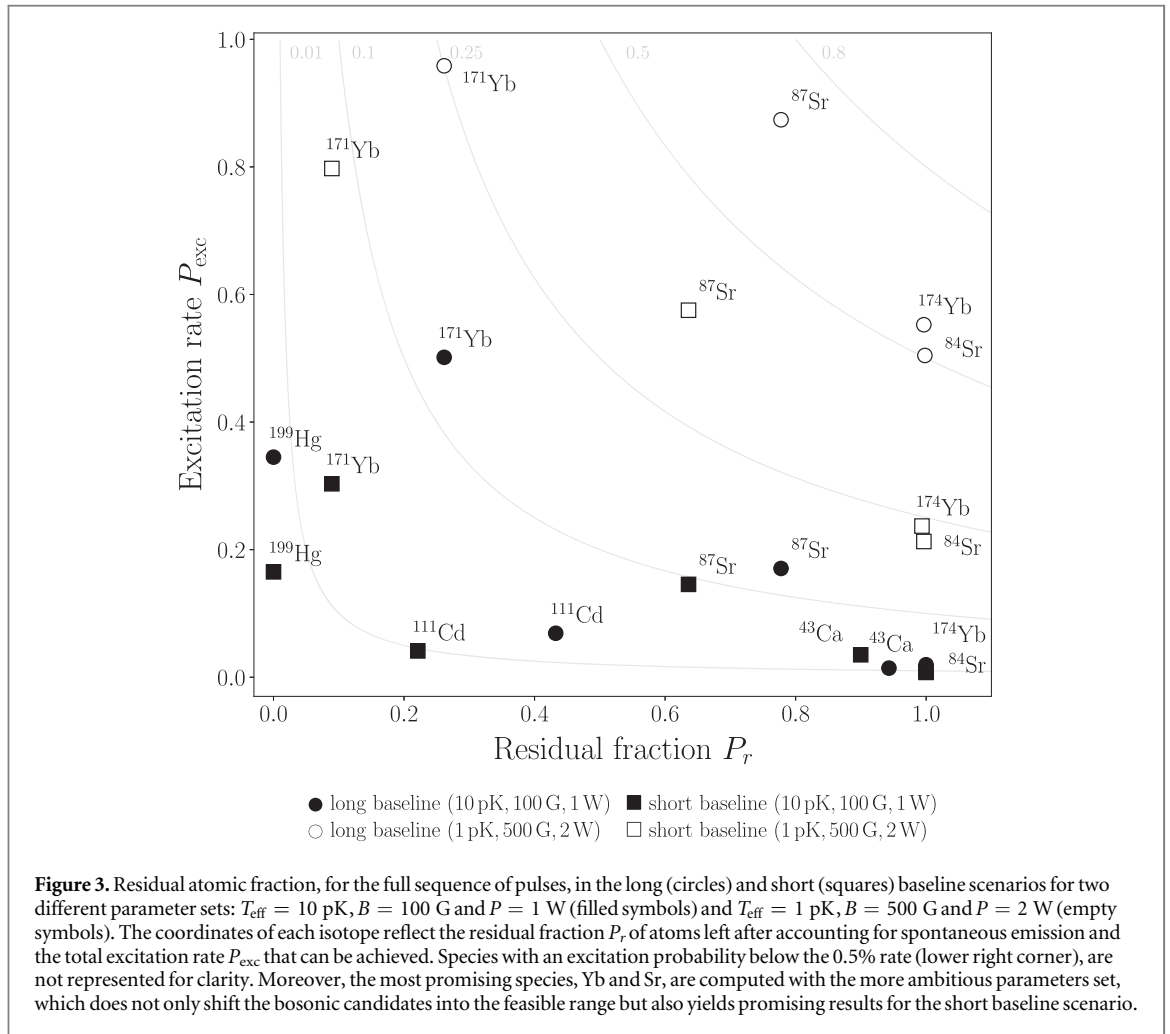 0.01 0.1 0.25 0.5 0.8
1.0
¹⁷¹Yb
⁸⁷Sr
¹⁷¹Yb
0.8
⁸⁷Sr
0.6
¹⁷⁴Yb
¹⁷¹Yb
⁸⁴Sr
0.4
¹⁹⁹Hg
¹⁷¹Yb
¹⁷⁴Yb
0.2
¹⁹⁹Hg
⁸⁷Sr
⁸⁷Sr
⁸⁴Sr
¹¹¹Cd
¹¹¹Cd
⁴³Ca
⁴³Ca
¹⁷⁴Yb
⁸⁴Sr
0.0
Excitation rate P_exc
0.0 0.2 0.4 0.6 0.8 1.0
Residual fraction P_r
long baseline (10 pK, 100 G, 1 W) short baseline (10 pK, 100 G, 1 W)
long baseline (1 pK, 500 G, 2 W) short baseline (1 pK, 500 G, 2 W)
Figure 3. Residual atomic fraction, for the full sequence of pulses, in the long (circles) and short (squares) baseline scenarios for two
different parameter sets: T_eff = 10 pK, B = 100 G and P = 1 W (filled symbols) and T_eff = 1 pK, B = 500 G and P = 2 W (empty
symbols). The coordinates of each isotope reflect the residual fraction P_r of atoms left after accounting for spontaneous emission and
the total excitation rate P_exc that can be achieved. Species with an excitation probability below the 0.5% rate (lower right corner), are
not represented for clarity. Moreover, the most promising species, Yb and Sr, are computed with the more ambitious parameters set,
which does not only shift the bosonic candidates into the feasible range but also yields promising results for the short baseline scenario.